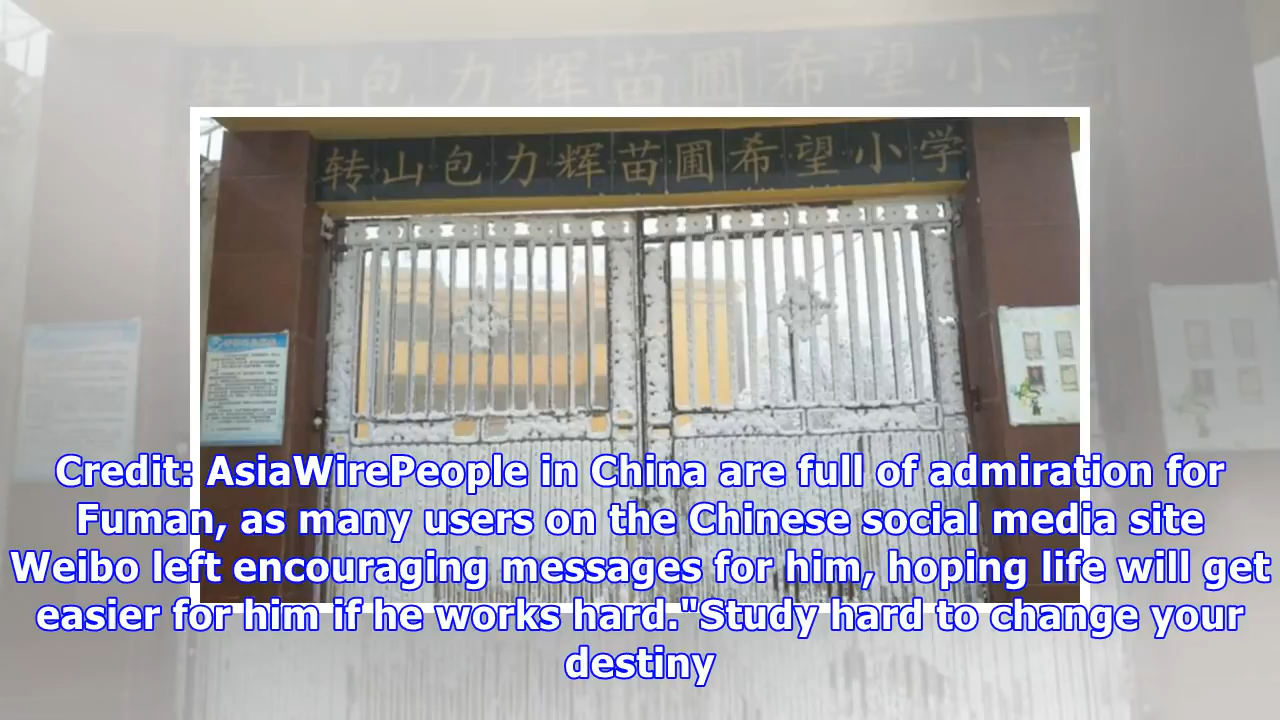 转山包力辉苗圃希望小学
Credit: AsiaWirePeople in China are full of admiration for
Fuman, as many users on the Chinese social media site
Weibo left encouraging messages for him, hoping life will get
easier for him if he works hard."Study hard to change your
destiny